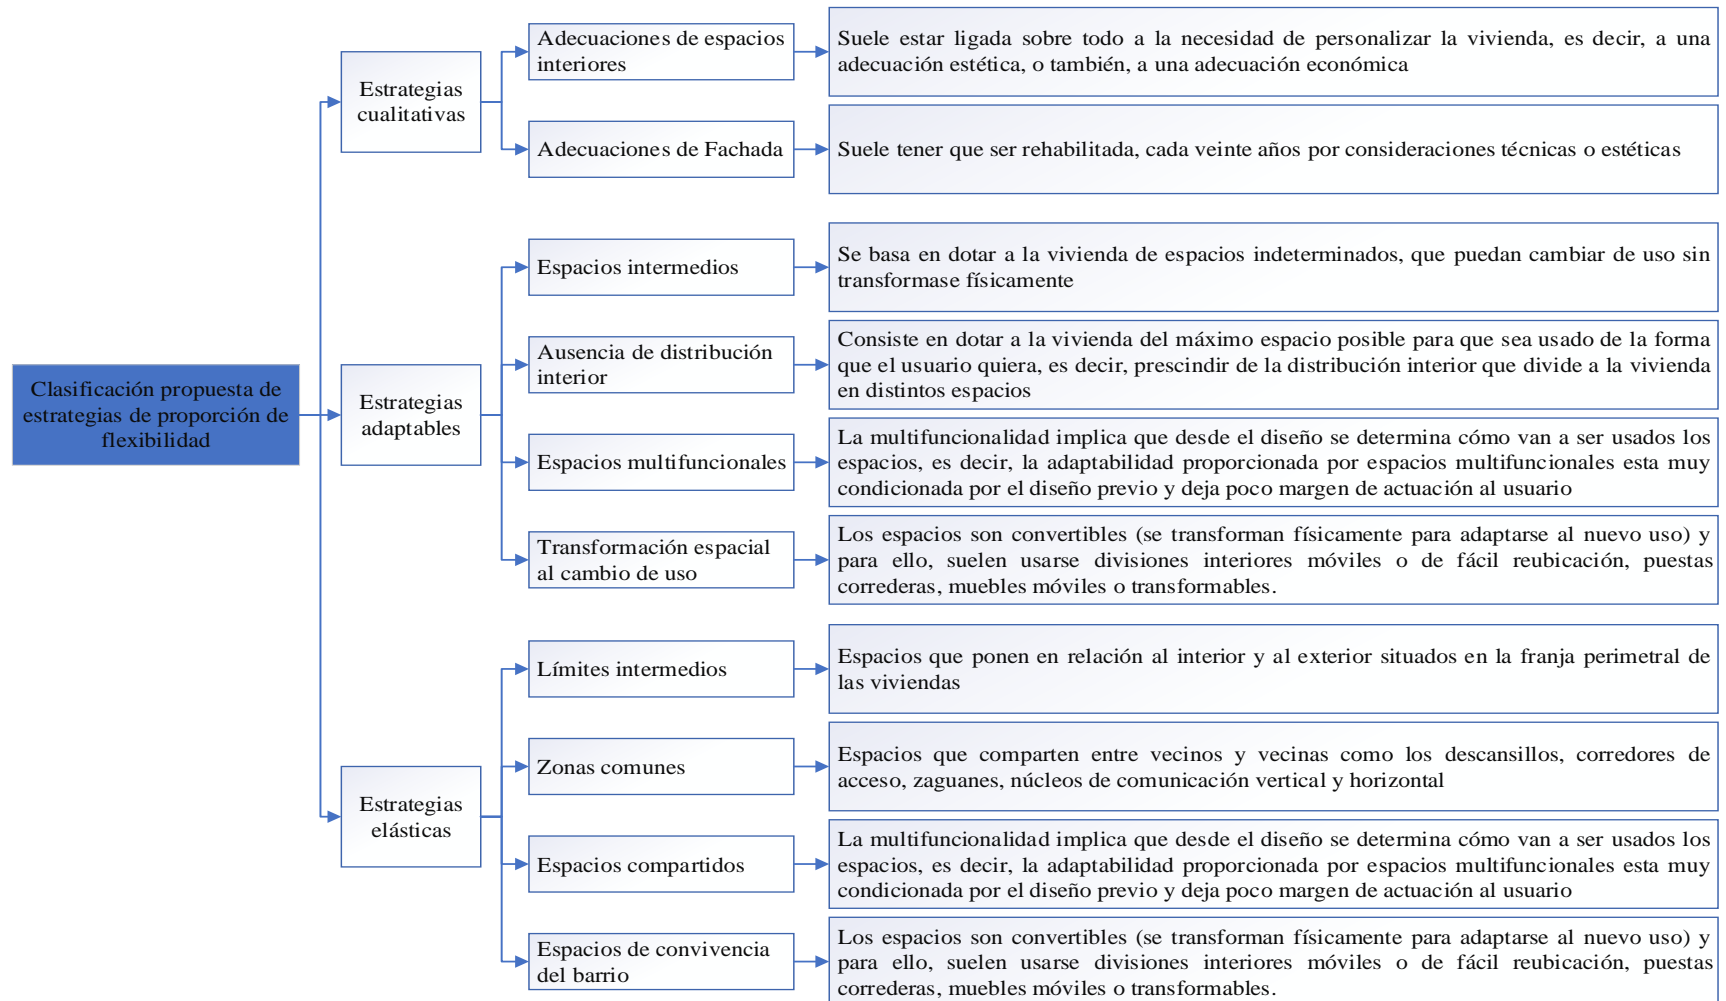 Clasificación propuesta de
estrategias de proporción de
flexibilidad
Estrategias
cualitativas
Adecuaciones de espacios
interiores
Suele estar ligada sobre todo a la necesidad de personalizar la vivienda, es decir, a una
adecuación estética, o también, a una adecuación económica
Adecuaciones de Fachada
Suele tener que ser rehabilitada, cada veinte años por consideraciones técnicas o estéticas
Estrategias
adaptables
Espacios intermedios
Se basa en dotar a la vivienda de espacios indeterminados, que puedan cambiar de uso sin
transformase físicamente
Ausencia de distribución
interior
Consiste en dotar a la vivienda del máximo espacio posible para que sea usado de la forma
que el usuario quiera, es decir, prescindir de la distribución interior que divide a la vivienda
en distintos espacios
Espacios multifuncionales
La multifuncionalidad implica que desde el diseño se determina cómo van a ser usados los
espacios, es decir, la adaptabilidad proporcionada por espacios multifuncionales esta muy
condicionada por el diseño previo y deja poco margen de actuación al usuario
Transformación espacial
al cambio de uso
Los espacios son convertibles (se transforman físicamente para adaptarse al nuevo uso) y
para ello, suelen usarse divisiones interiores móviles o de fácil reubicación, puestas
correderas, muebles móviles o transformables.
Estrategias
elásticas
Límites intermedios
Espacios que ponen en relación al interior y al exterior situados en la franja perimetral de
las viviendas
Zonas comunes
Espacios que comparten entre vecinos y vecinas como los descansillos, corredores de
acceso, zaguanes, núcleos de comunicación vertical y horizontal
Espacios compartidos
La multifuncionalidad implica que desde el diseño se determina cómo van a ser usados los
espacios, es decir, la adaptabilidad proporcionada por espacios multifuncionales esta muy
condicionada por el diseño previo y deja poco margen de actuación al usuario
Espacios de convivencia
del barrio
Los espacios son convertibles (se transforman físicamente para adaptarse al nuevo uso) y
para ello, suelen usarse divisiones interiores móviles o de fácil reubicación, puestas
correderas, muebles móviles o transformables.